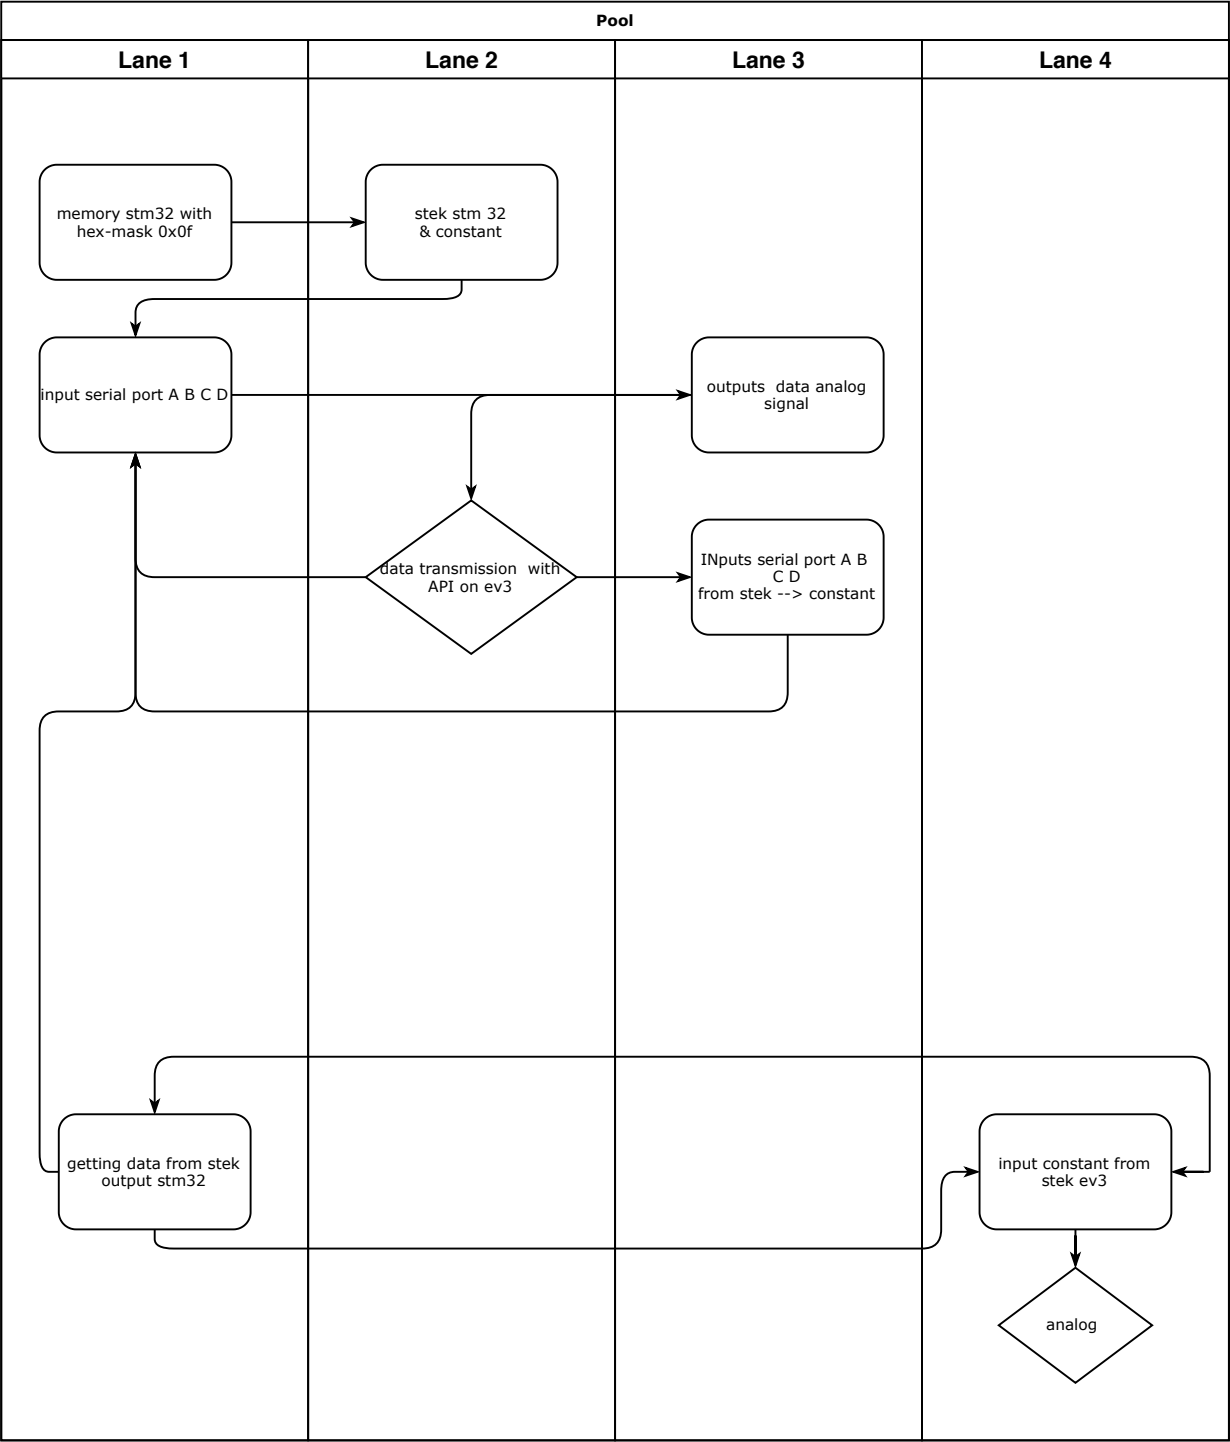 Pool
Lane 1
Lane 2
Lane 3
Lane 4
memory stm32 with
hex-mask 0x0f
stek stm 32
& constant
input serial port A B C D
outputs  data analog
signal
data transmission  with
API on ev3
INputs serial port A B
C D
from stek --> constant
getting data from stek
output stm32
input constant from
stek ev3
analog